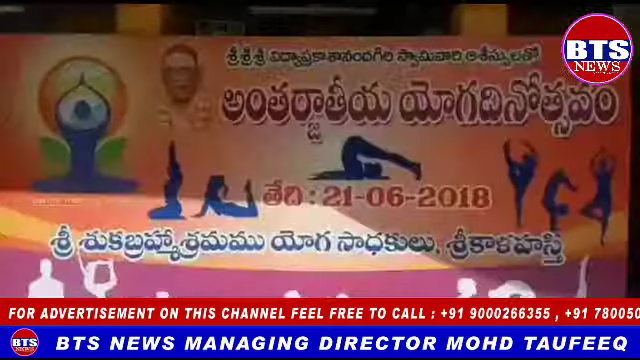 BTS
NEWS
శ్రీ శ్రీ శ్రీ విద్యాప్రకాశానందగిరి స్వామివారి ఆశీస్సులతో
అంతర్జాతీయ యోగదినోత్సవం
తేది : 21-06-2018
శ్రీ శుకబ్రహ్మాశ్రమము యోగ సాధకులు, శ్రీకాళహస్తి
FOR ADVERTISEMENT ON THIS CHANNEL FEEL FREE TO CALL : +91 9000266355 , +91 780050
BTS NEWS
BTS NEWS MANAGING DIRECTOR MOHD TAUFEEQ